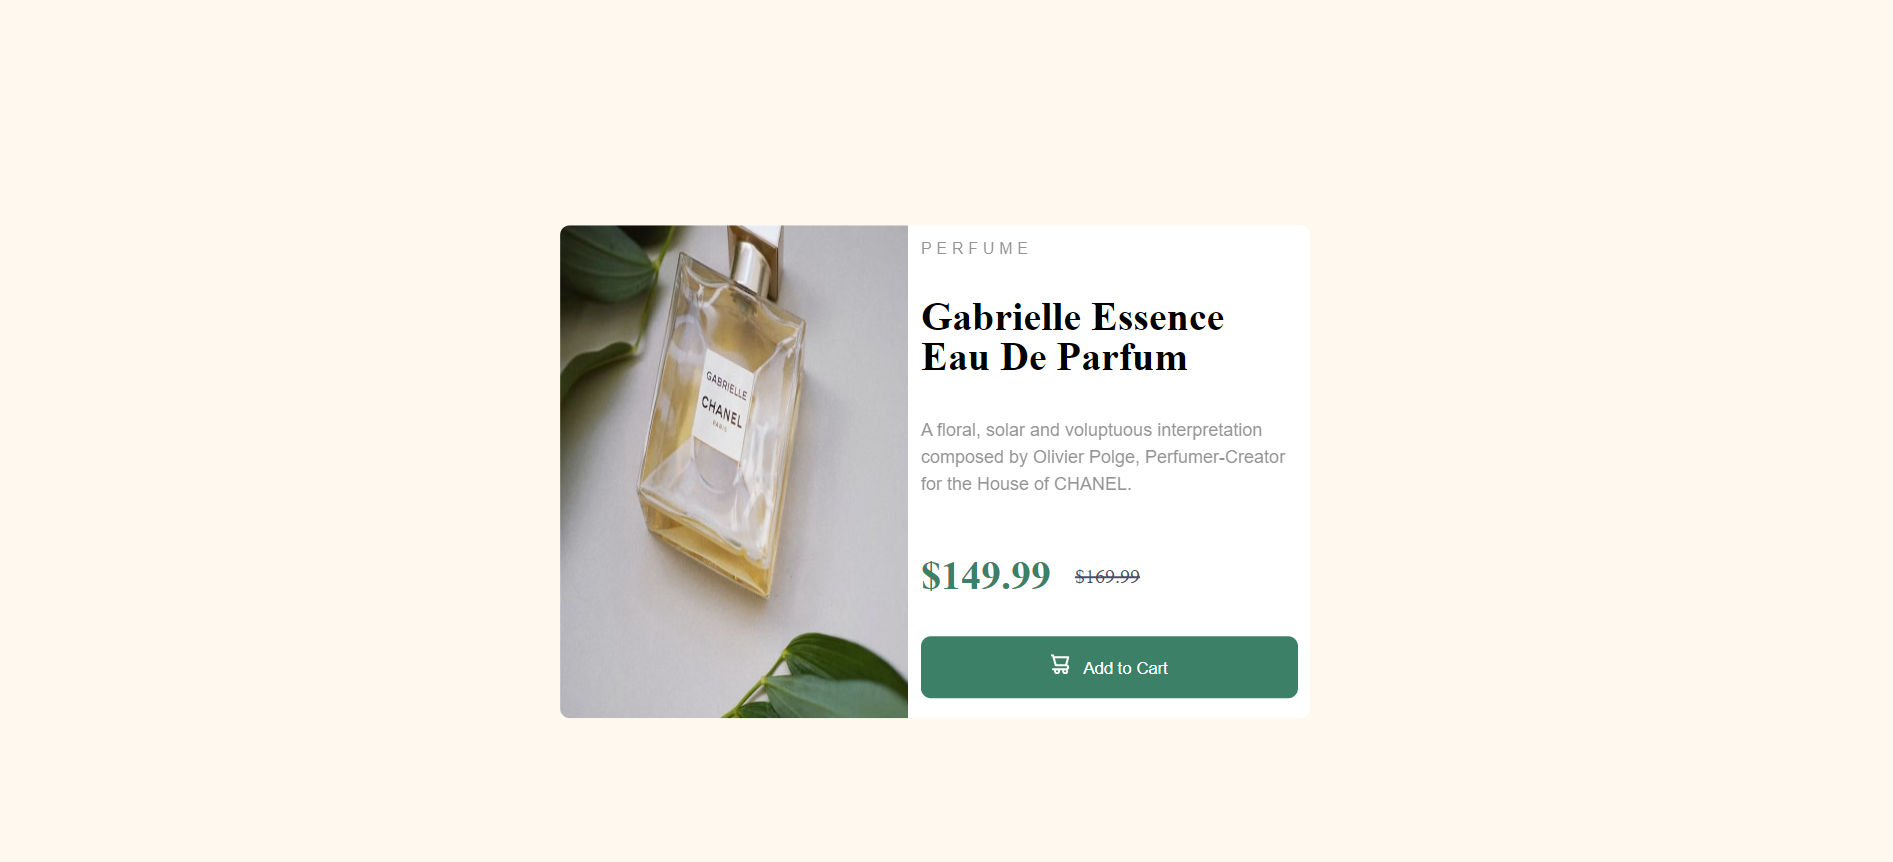 PERFUME
Gabrielle Essence
Eau De Parfum
A floral, solar and voluptuous interpretation
composed by Olivier Polge, Perfumer-Creator
for the House of CHANEL.
$149.99 $169.99
Add to Cart
GABRIELLE
CHANEL
PARIS